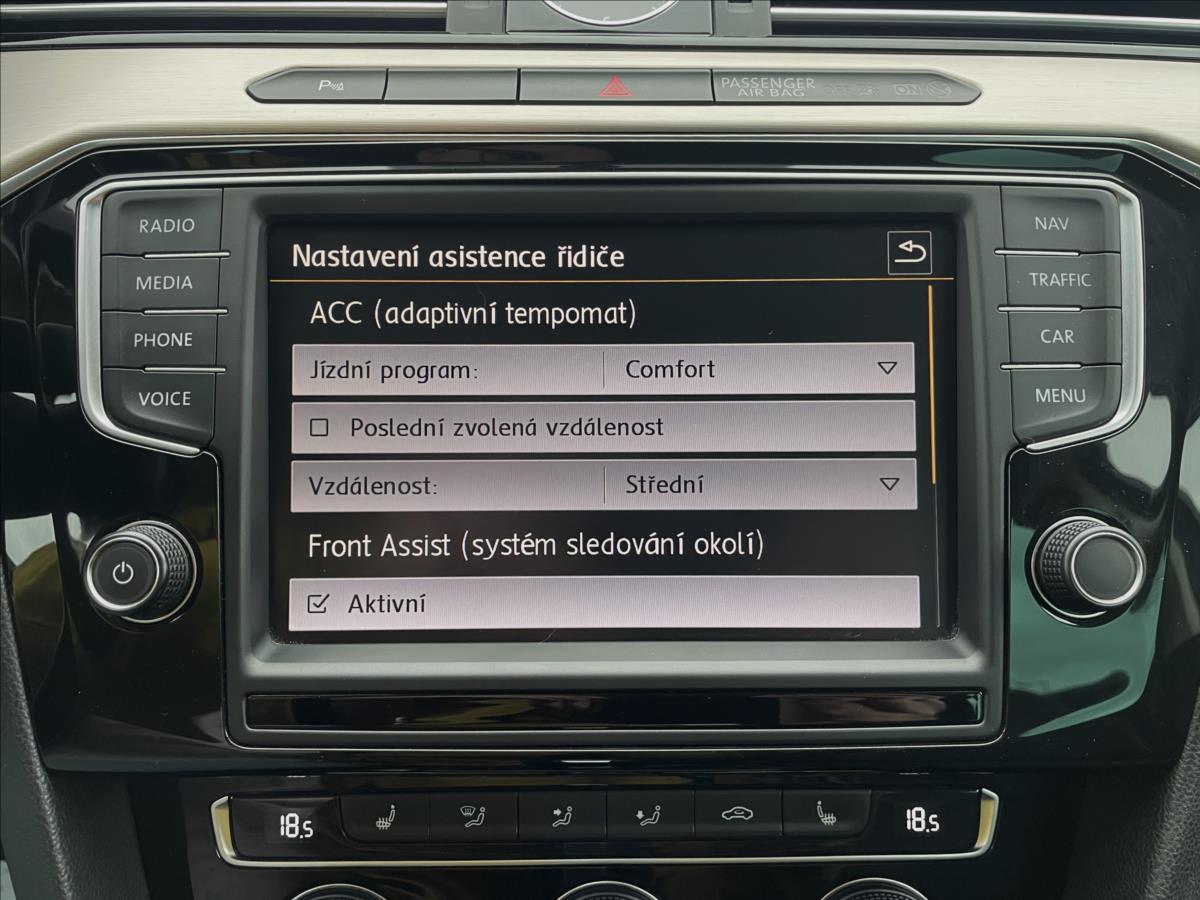 P
PASSENGER
AIR BAG OFF ON
RADIO
MEDIA
PHONE
VOICE
NAV
TRAFFIC
CAR
MENU
Nastavení asistence řidiče
ACC (adaptivní tempomat)
Jízdní program: Comfort
Poslední zvolená vzdálenost
Vzdálenost: Střední
Front Assist (systém sledování okolí)
Aktivní
18.5 18.5